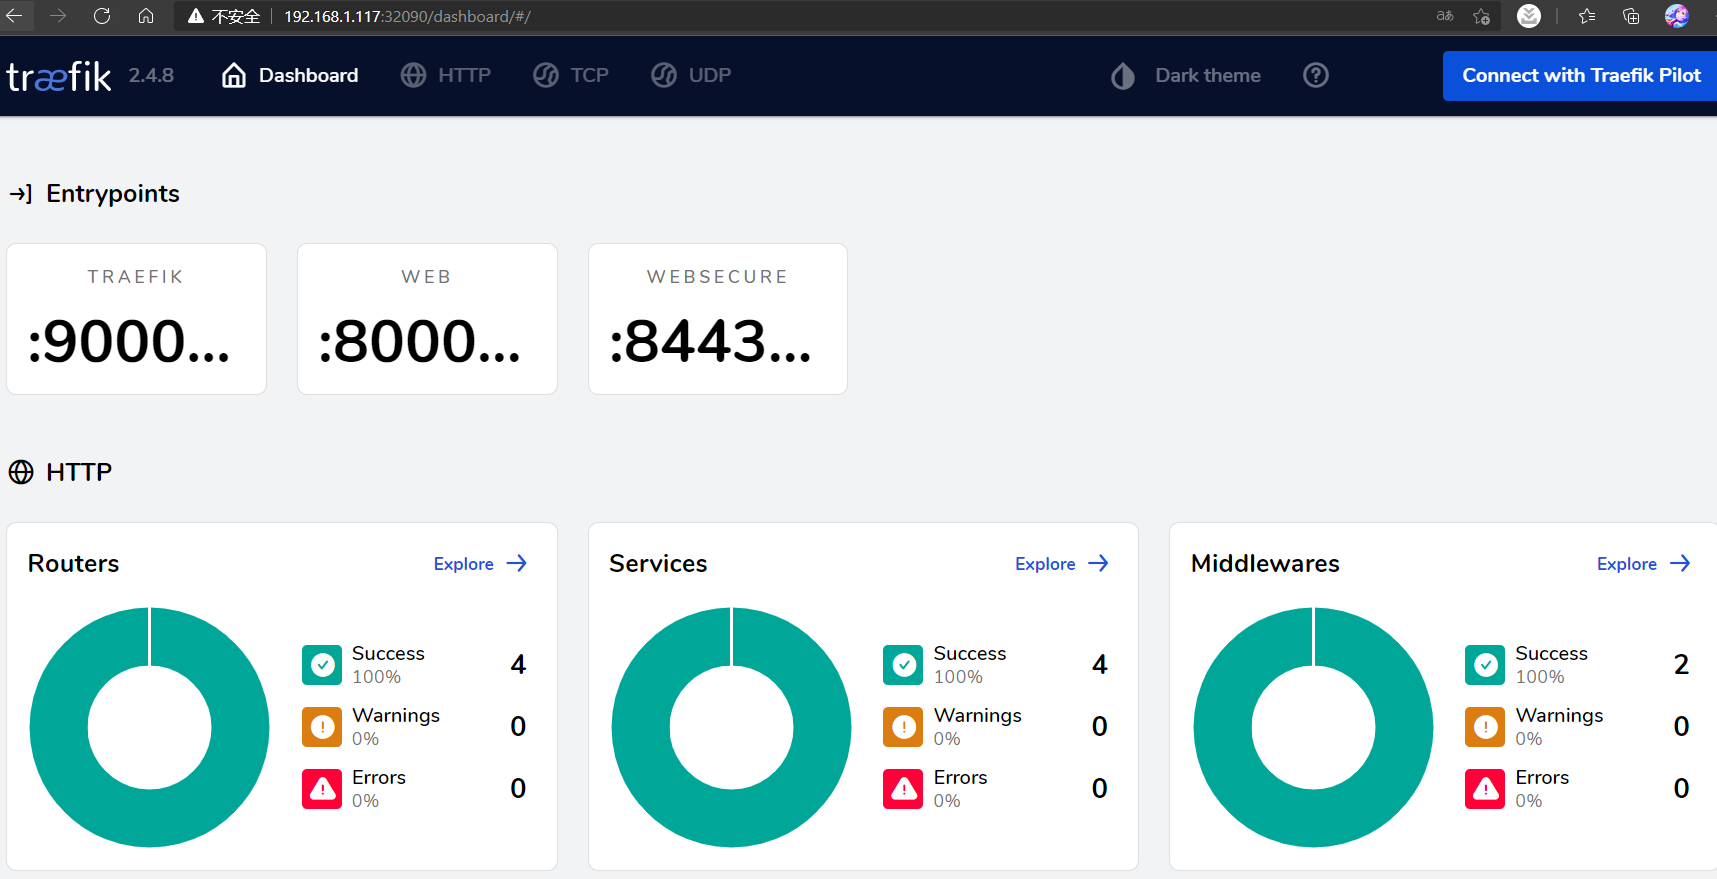 不安全 192.168.1.117:32090/dashboard/#/ aあ
træfik 2.4.8 Dashboard HTTP TCP UDP Dark theme Connect with Traefik Pilot
Entrypoints
TRAEFIK WEB WEBSECURE
:9000... :8000... :8443...
HTTP
Routers Explore Services Explore Middlewares Explore
Success 4 Success 4 Success 2
100% 100% 100%
Warnings 0 Warnings 0 Warnings 0
0% 0% 0%
Errors 0 Errors 0 Errors 0
0% 0% 0%